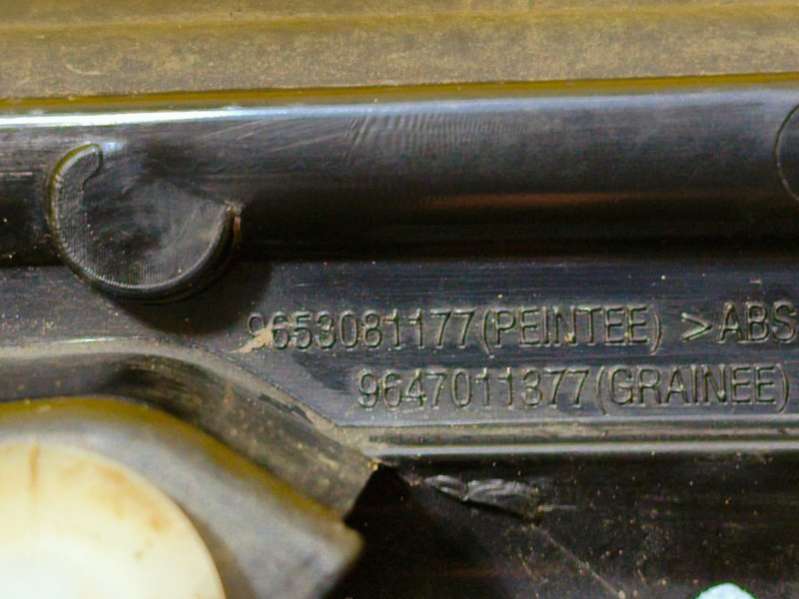 9653081177(PEINTEE) >ABS
9647011377(GRAINEE)